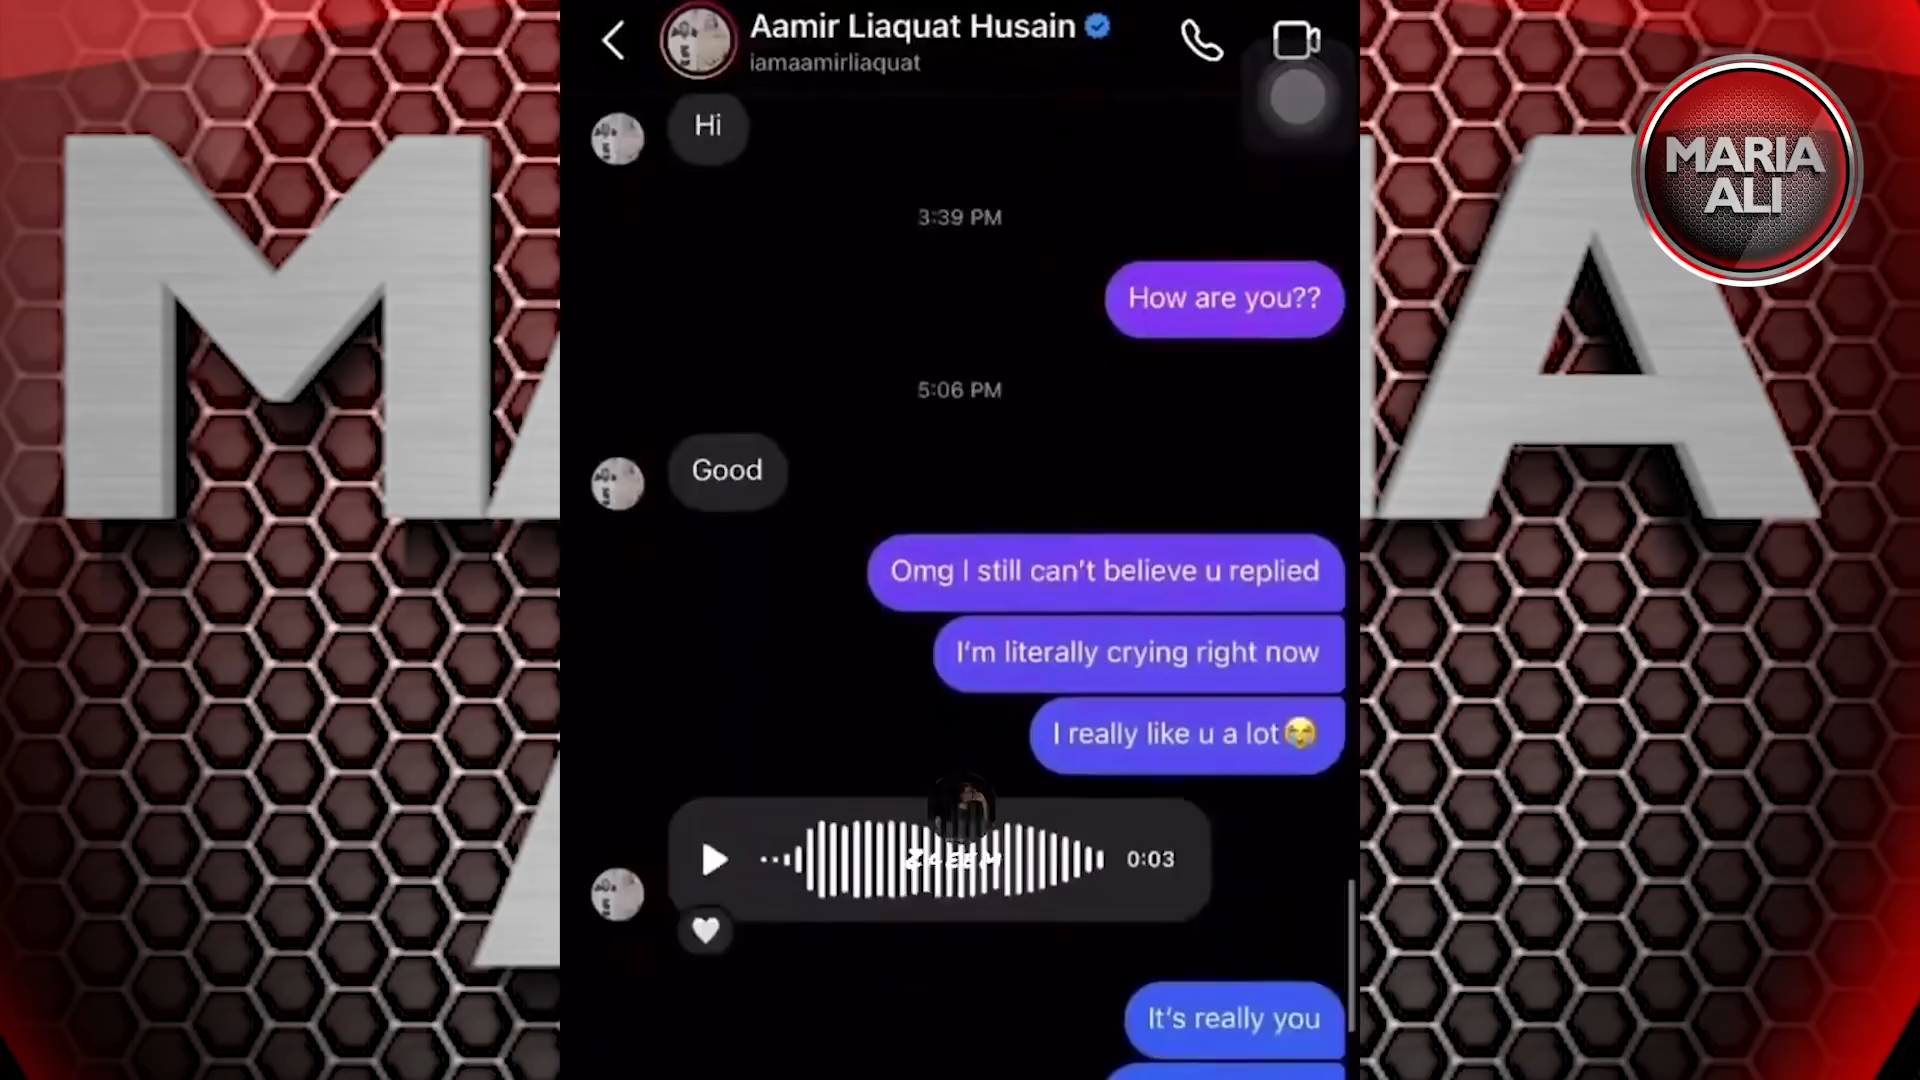 Aamir Liaquat Husain
iamaamirliaquat
Hi
3:39 PM
How are you??
5:06 PM
Good
Omg I still can't believe u replied
I'm literally crying right now
I really like u a lot😭
ZAEEM
0:03
It's really you
MARIA
ALI
M
A